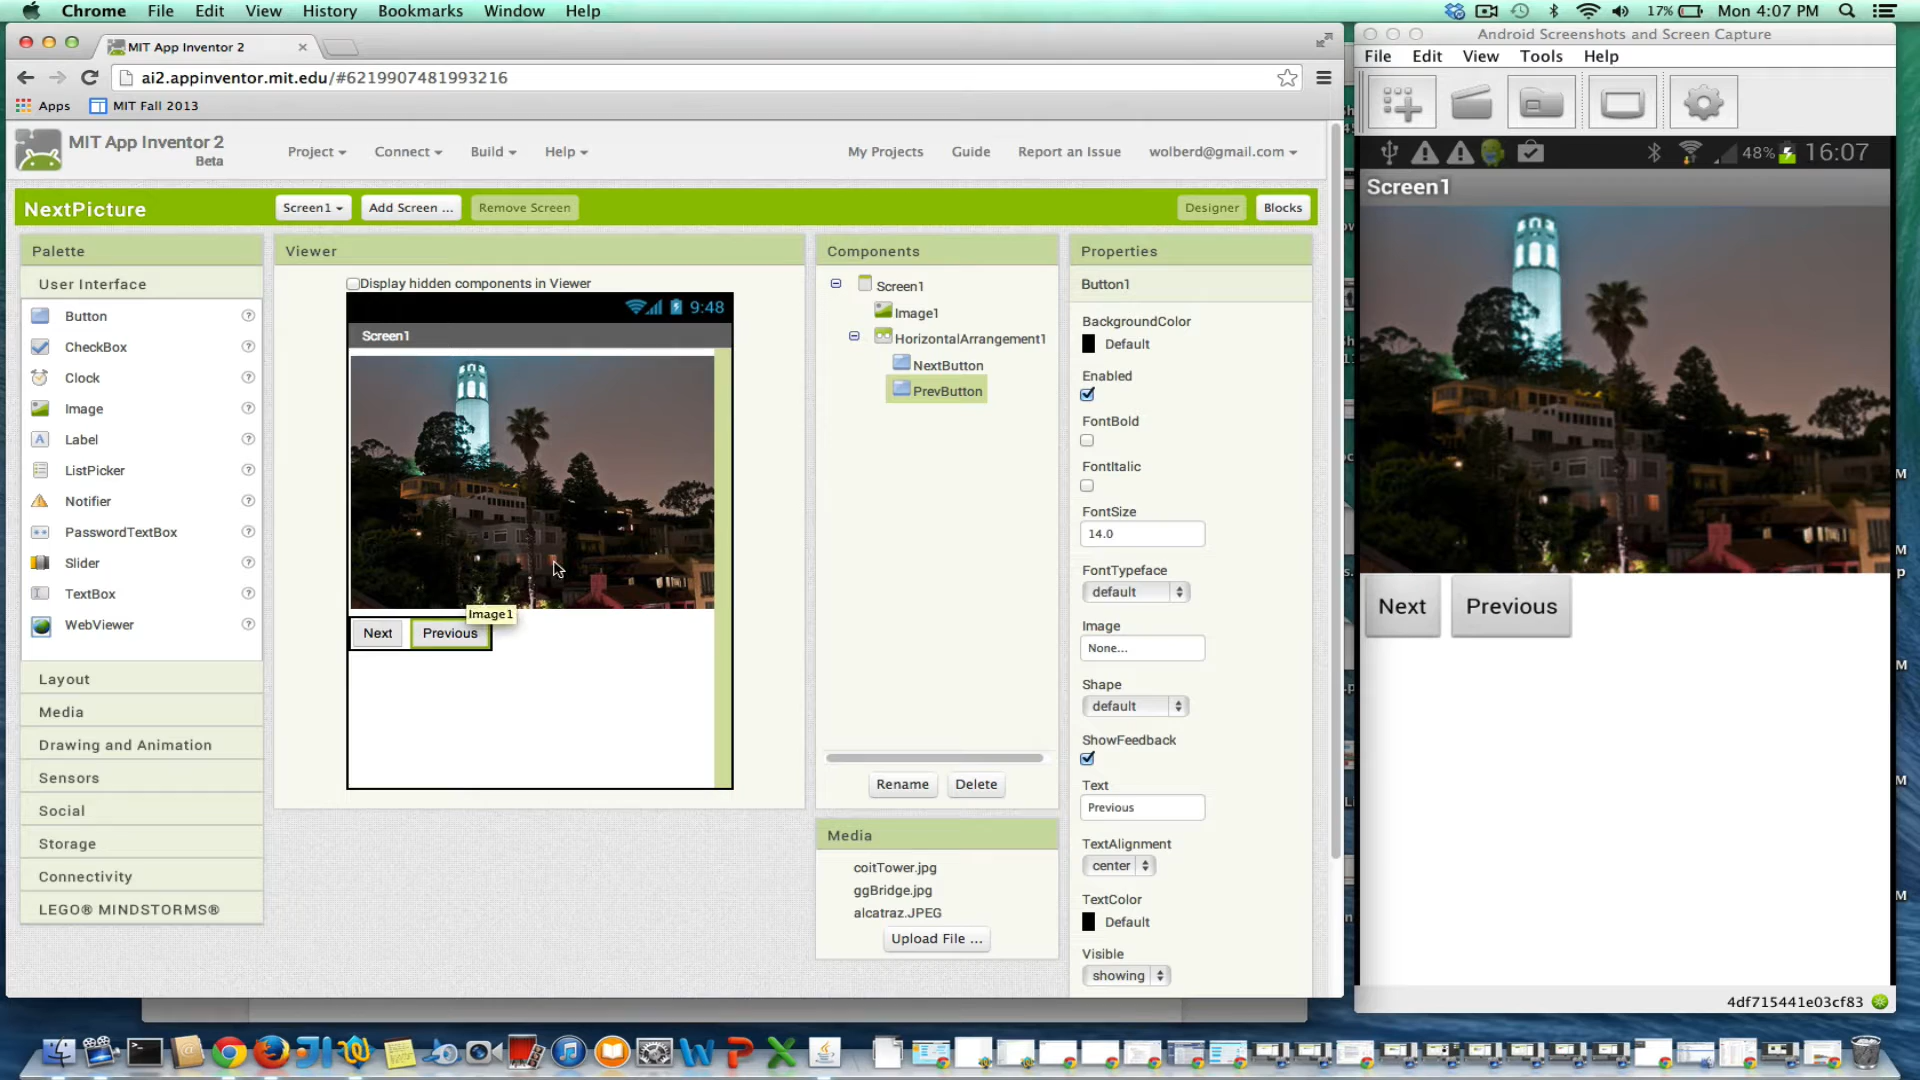 Chrome File Edit View History Bookmarks Window Help
17% Mon 4:07 PM
MIT App Inventor 2
ai2.appinventor.mit.edu/#6219907481993216
Apps MIT Fall 2013
MIT App Inventor 2
Beta
Project Connect Build Help
My Projects Guide Report an Issue wolberd@gmail.com
NextPicture
Screen1 Add Screen ... Remove Screen
Designer Blocks
Palette
User Interface
Button
CheckBox
Clock
Image
Label
ListPicker
Notifier
PasswordTextBox
Slider
TextBox
WebViewer
Layout
Media
Drawing and Animation
Sensors
Social
Storage
Connectivity
LEGO® MINDSTORMS®
Viewer
Display hidden components in Viewer
9:48
Screen1
Image1
Next Previous
Components
Screen1
Image1
HorizontalArrangement1
NextButton
PrevButton
Rename Delete
Media
coitTower.jpg
ggBridge.jpg
alcatraz.JPEG
Upload File ...
Properties
Button1
BackgroundColor
Default
Enabled
FontBold
FontItalic
FontSize
14.0
FontTypeface
default
Image
None...
Shape
default
ShowFeedback
Text
Previous
TextAlignment
center
TextColor
Default
Visible
showing
Android Screenshots and Screen Capture
File Edit View Tools Help
48% 16:07
Screen1
Next Previous
4df715441e03cf83